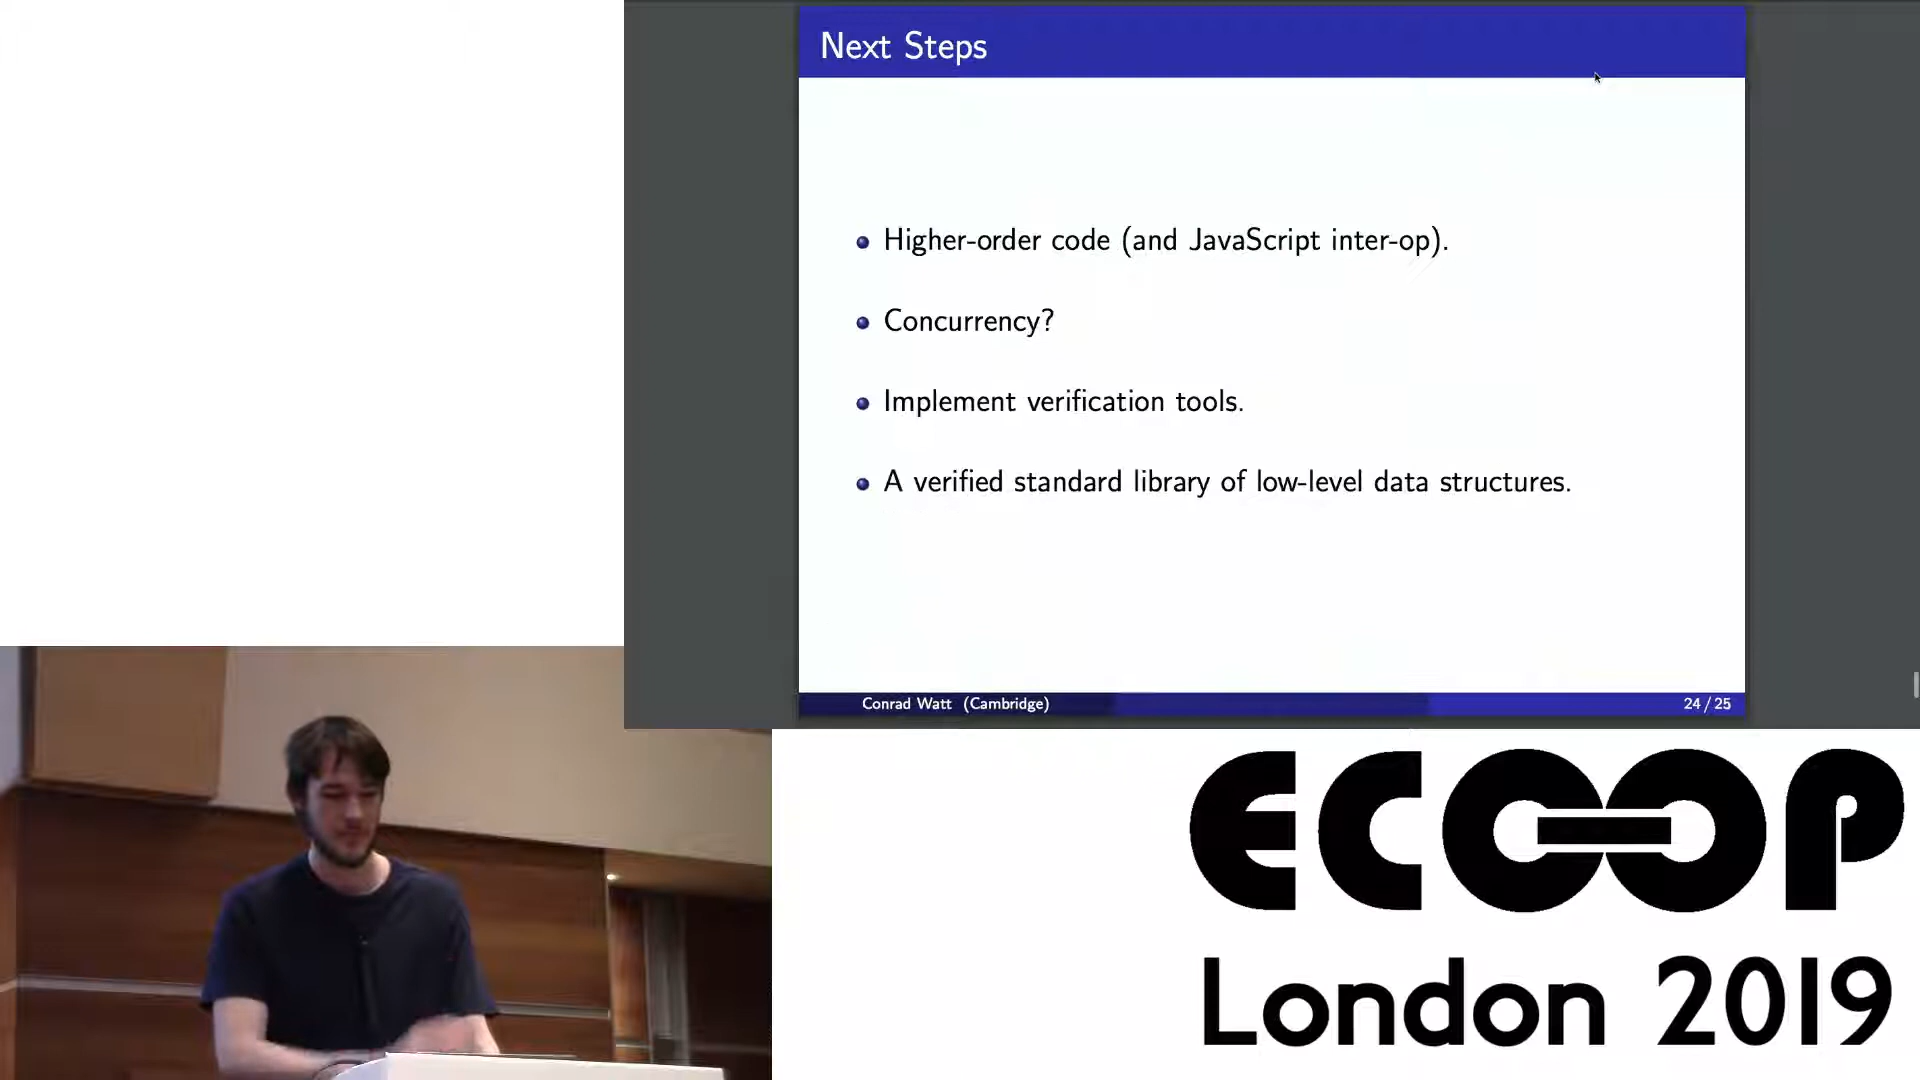 Next Steps
Higher-order code (and JavaScript inter-op).
Concurrency?
Implement verification tools.
A verified standard library of low-level data structures.
Conrad Watt (Cambridge)
24 / 25
ECOOP
London 2019